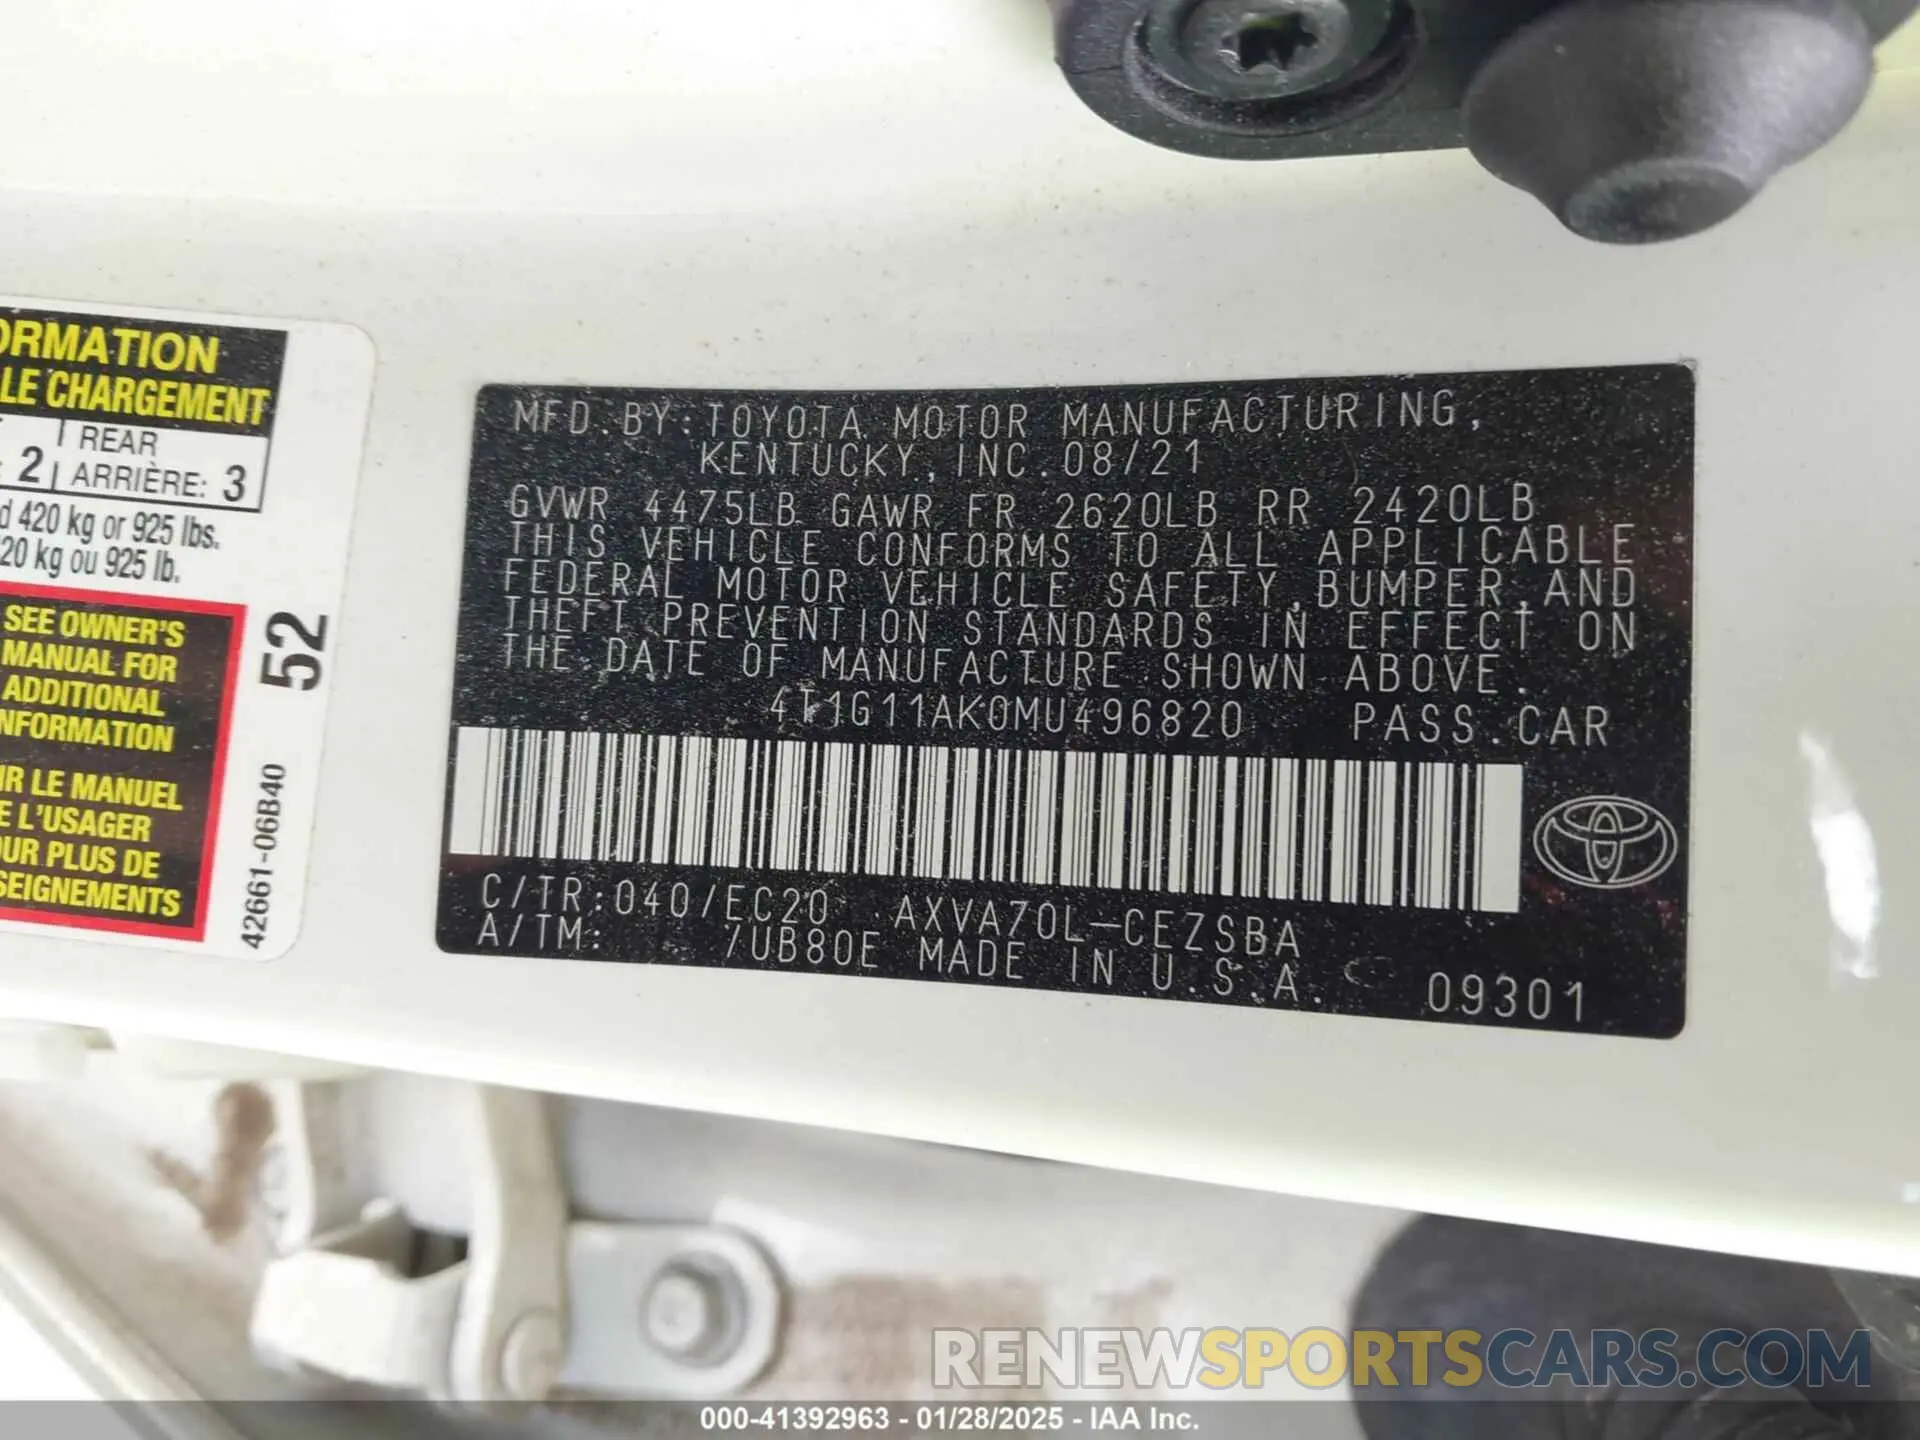 ORMATION
LE CHARGEMENT
REAR
2 ARRIÈRE: 3
d 420 kg or 925 lbs.
20 kg ou 925 lb.
SEE OWNER'S
MANUAL FOR
ADDITIONAL
NFORMATION
IR LE MANUEL
E L'USAGER
OUR PLUS DE
SEIGNEMENTS
52
42661-06B40
MFD.BY:TOYOTA MOTOR MANUFACTURING,
KENTUCKY,INC.08/21
GVWR 4475LB GAWR FR 2620LB RR 2420LB
THIS VEHICLE CONFORMS TO ALL APPLICABLE
FEDERAL MOTOR VEHICLE SAFETY,BUMPER,AND
THEFT PREVENTION STANDARDS IN EFFECT ON
THE DATE OF MANUFACTURE SHOWN ABOVE.
4T1G11AK0MU496820 PASS.CAR
C/TR:040/EC20 AXVA70L-CEZSBA
A/TM: /UB80E MADE IN U.S.A.
09301
RENEWSPORTSCARS.COM
000-41392963 - 01/28/2025 - IAA Inc.